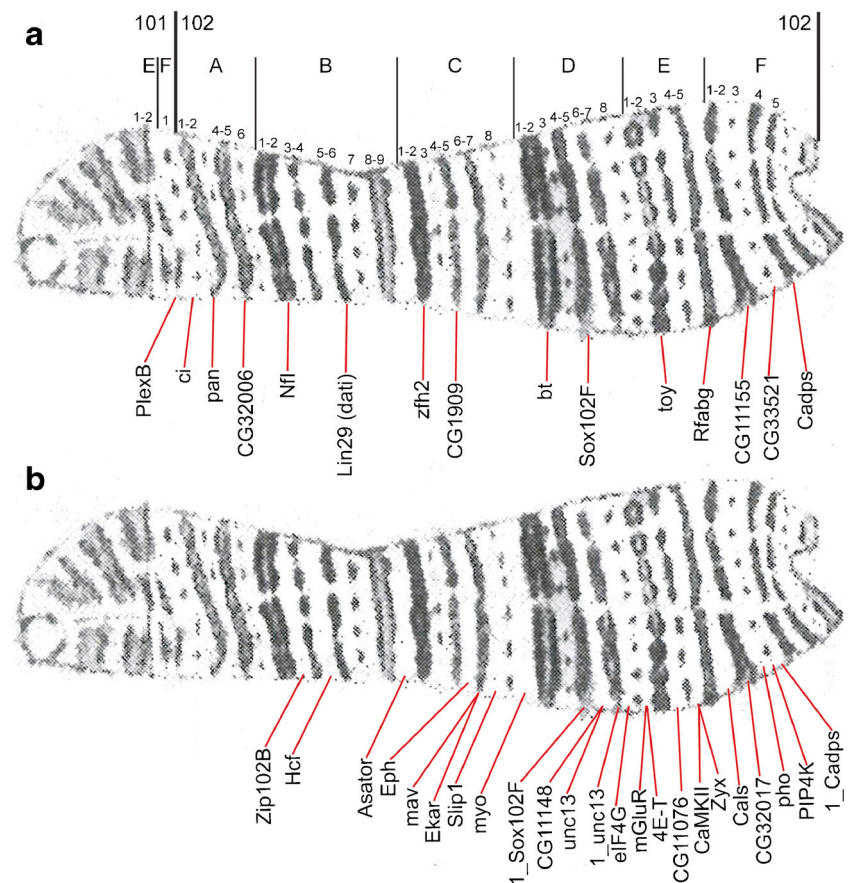 a
101 102 102
E F A B C D E F
1-2 1 1-2 4-5 6 1-2 3-4 5-6 7 8-9 1-2 3 4-5 6-7 8 1-2 3 4-5 6-7 8 1-2 3 4-5 1-2 3 4 5
PlexB
ci
pan
CG32006
Nfl
Lin29 (dati)
zfh2
CG1909
bt
Sox102F
toy
Rfabg
CG11155
CG33521
Cadps
b
Zip102B
Hcf
Asator
Eph
mav
Ekar
Slip1
myo
1_Sox102F
CG11148
unc13
1_unc13
eIF4G
mGluR
4E-T
CG11076
CaMKII
Zyx
Cals
CG32017
pho
PIP4K
1_Cadps